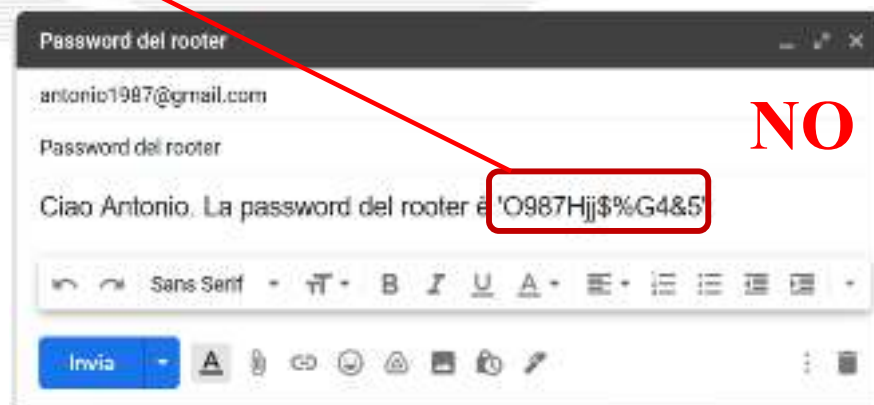 Password del rooter
antonio1987@gmail.com
NO
Password del rooter
Ciao Antonio. La password del rooter è 'O987Hjj$%G4&5'
Sans Serif
B I U A
Invia
A